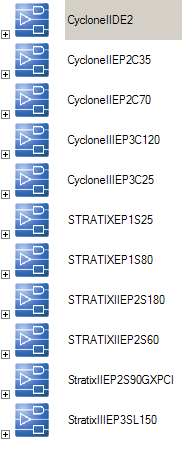 CycloneIIDE2
CycloneIIEP2C35
CycloneIIEP2C70
CycloneIIIEP3C120
CycloneIIIEP3C25
STRATIXEP1S25
STRATIXEP1S80
STRATIXIIEP2S180
STRATIXIIEP2S60
StratixIIEP2S90GXPCI
StratixIIIEP3SL150